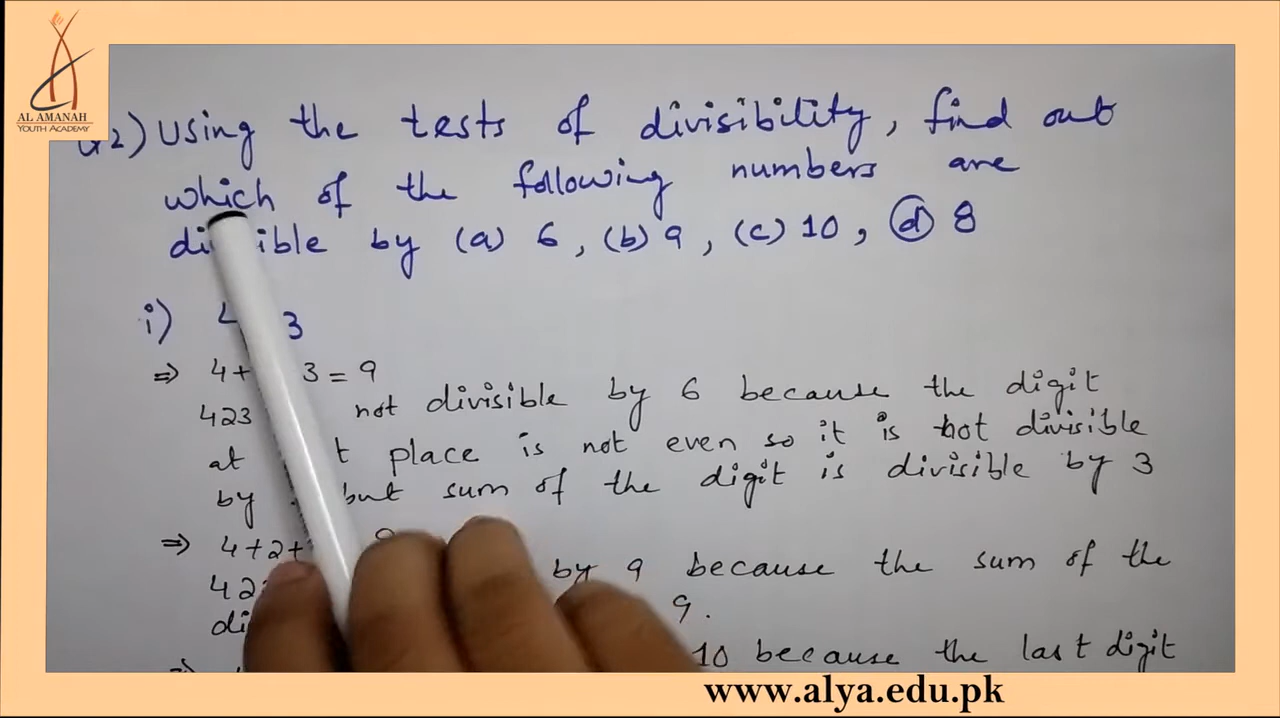 AL AMANAH
YOUTH ACADEMY
2) Using the tests of divisibility, find out
which of the following numbers are
by (a) 6, (b) 9, (c) 10, (d) 8
i) 4 3
⇒ 4+ 3 = 9
423 not divisible by 6 because the digit
at place is not even so it is not divisible
by but sum of the digit is divisible by 3
⇒ 4+2+
by 9 because the sum of the
9.
10 because the last digit
www.alya.edu.pk